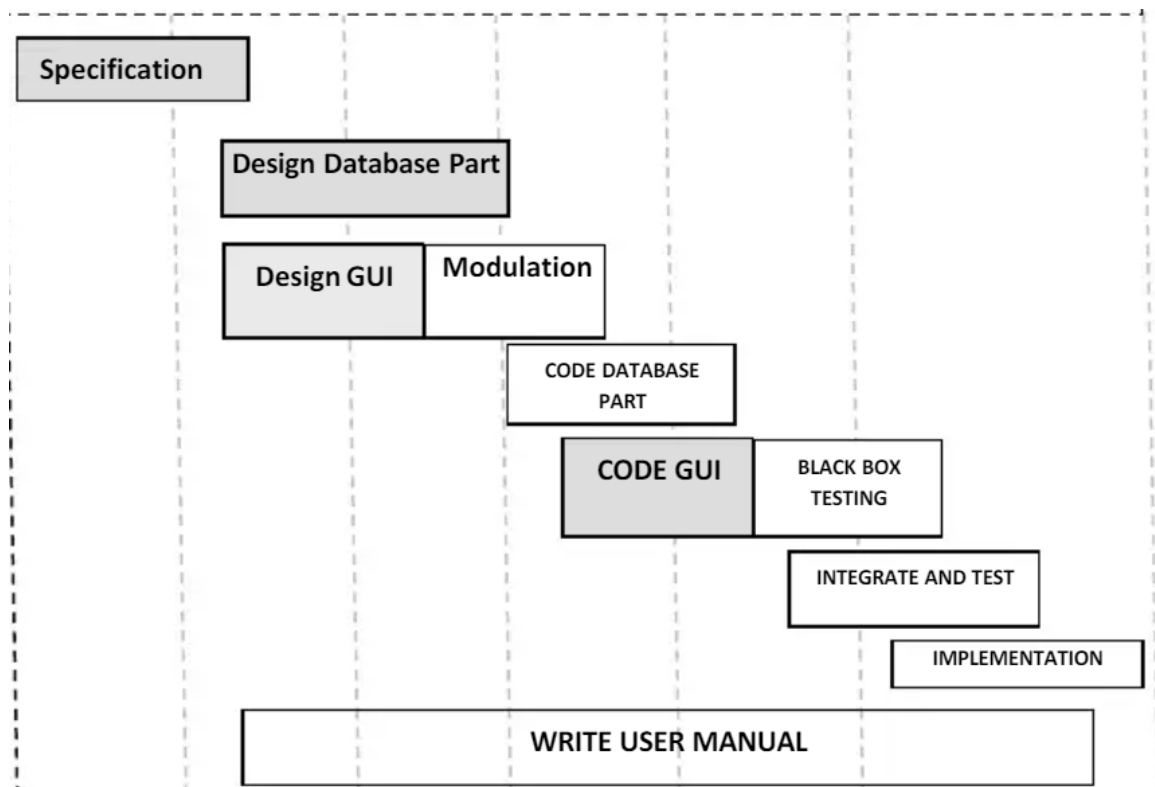 Specification
Design Database Part
Design GUI
Modulation
CODE DATABASE
PART
CODE GUI
BLACK BOX
TESTING
INTEGRATE AND TEST
IMPLEMENTATION
WRITE USER MANUAL